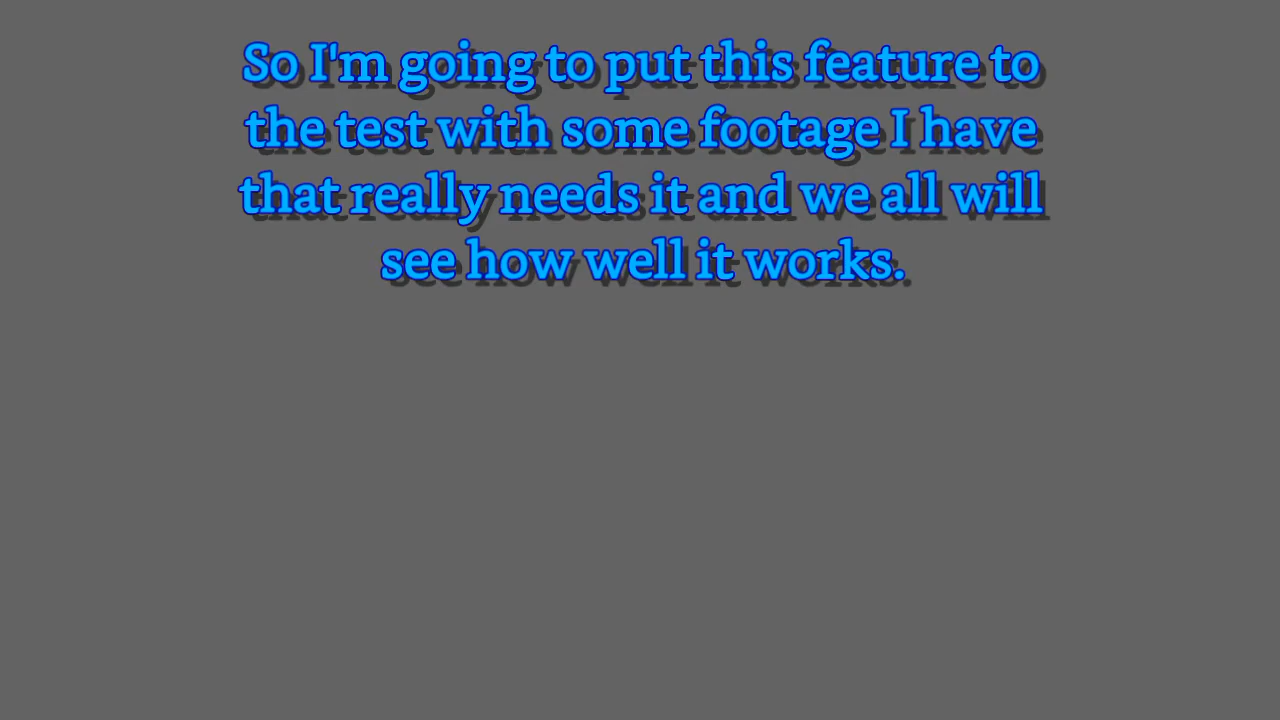 So I'm going to put this feature to
the test with some footage I have
that really needs it and we all will
see how well it works.